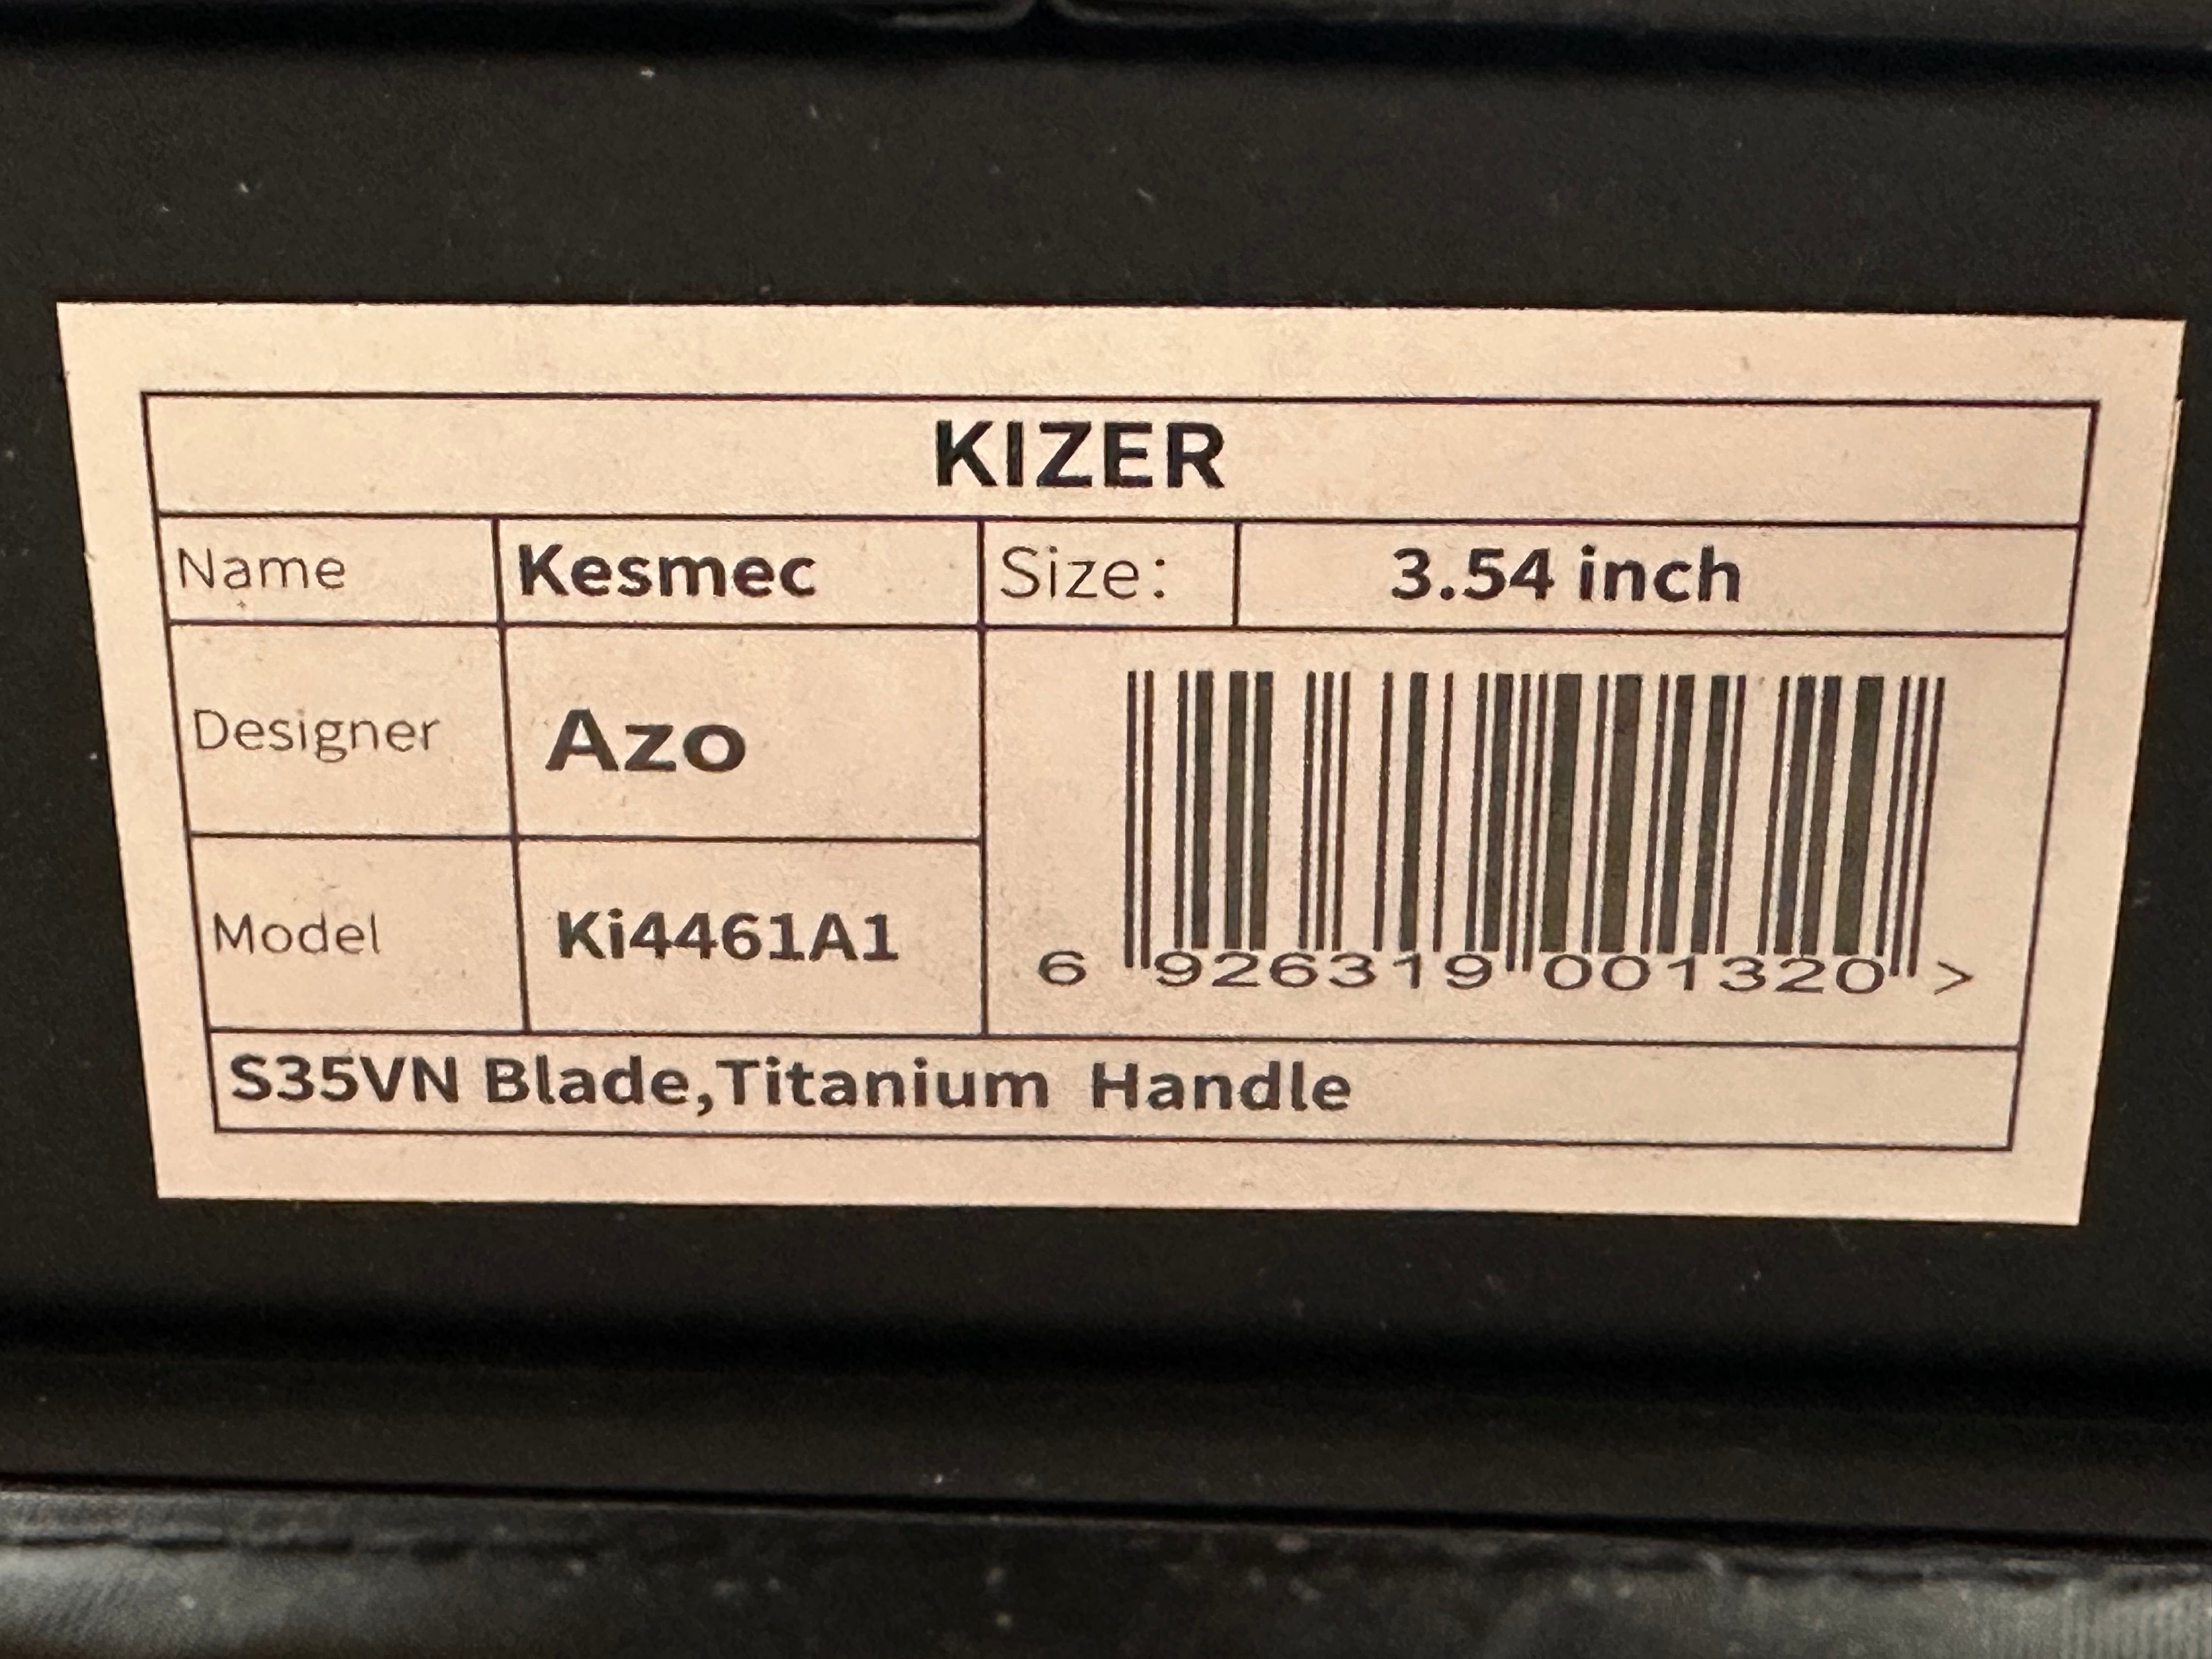 KIZER
Name Kesmec Size: 3.54 inch
Designer Azo
Model Ki4461A1
6 926319 001320 >
S35VN Blade,Titanium Handle